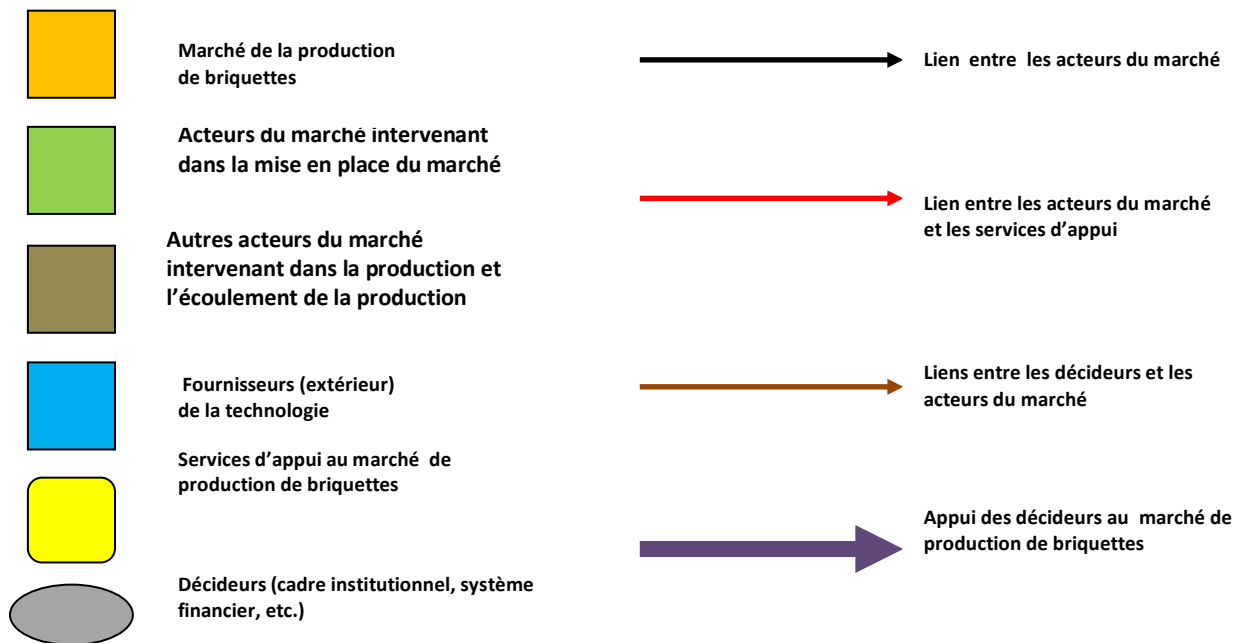 Marché de la production
de briquettes
Acteurs du marché intervenant
dans la mise en place du marché
Autres acteurs du marché
intervenant dans la production et
l’écoulement de la production
Fournisseurs (extérieur)
de la technologie
Services d’appui au marché de
production de briquettes
Décideurs (cadre institutionnel, système
financier, etc.)
Lien entre les acteurs du marché
Lien entre les acteurs du marché
et les services d’appui
Liens entre les décideurs et les
acteurs du marché
Appui des décideurs au marché de
production de briquettes